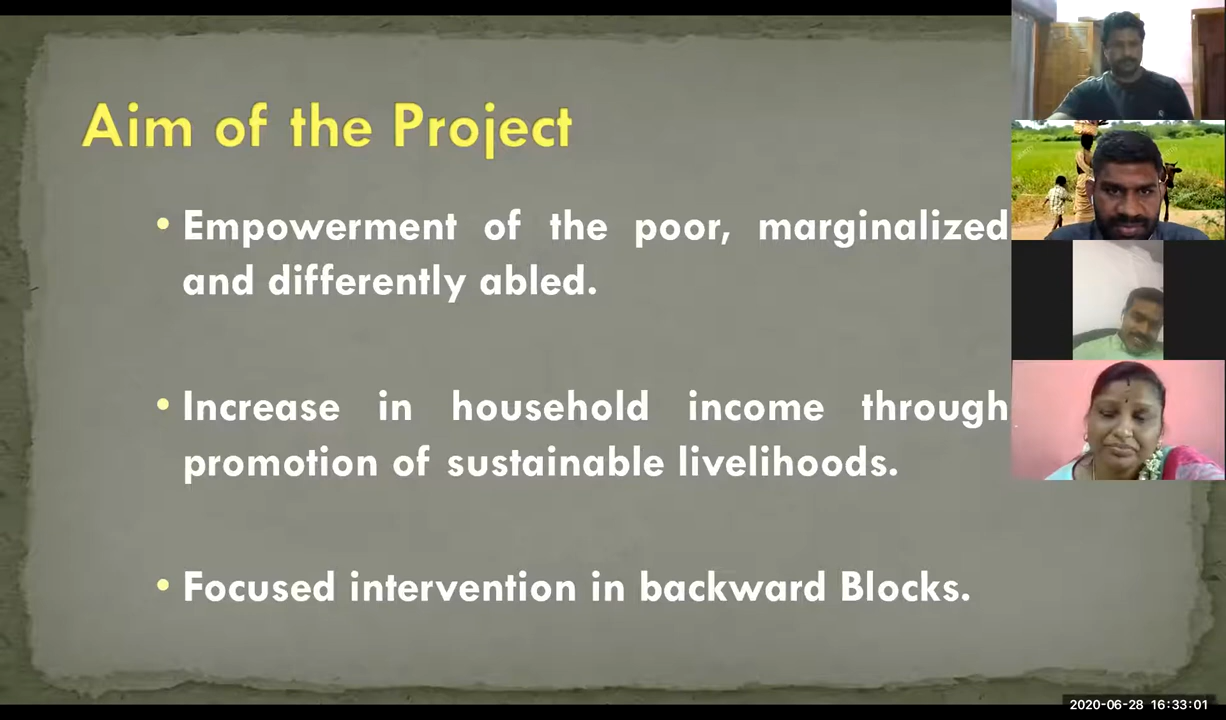 Aim of the Project
• Empowerment of the poor, marginalized
and differently abled.
• Increase in household income through
promotion of sustainable livelihoods.
• Focused intervention in backward Blocks.
2020-06-28 16:33:01